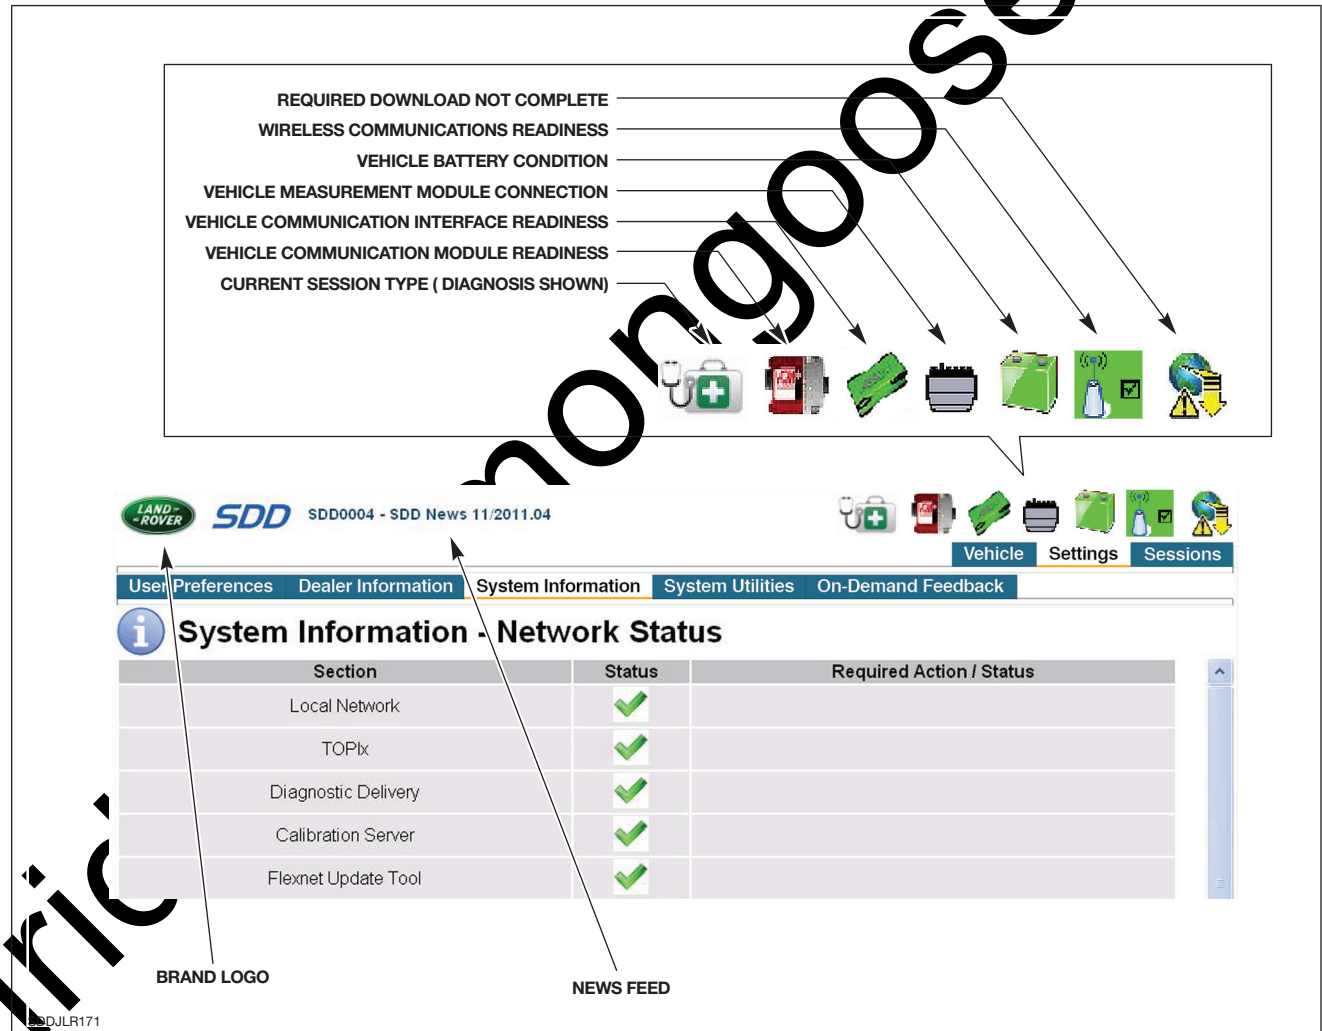 REQUIRED DOWNLOAD NOT COMPLETE
WIRELESS COMMUNICATIONS READINESS
VEHICLE BATTERY CONDITION
VEHICLE MEASUREMENT MODULE CONNECTION
VEHICLE COMMUNICATION INTERFACE READINESS
VEHICLE COMMUNICATION MODULE READINESS
CURRENT SESSION TYPE ( DIAGNOSIS SHOWN)
LAND-
-ROVER
SDD
SDD0004 - SDD News 11/2011.04
Vehicle Settings Sessions
User Preferences Dealer Information System Information System Utilities On-Demand Feedback
System Information - Network Status
Section Status Required Action / Status
Local Network
TOPIx
Diagnostic Delivery
Calibration Server
Flexnet Update Tool
BRAND LOGO
NEWS FEED
SDDJLR171
mongoose